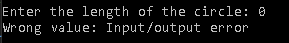 Enter the length of the circle: 0
Wrong value: Input/output error